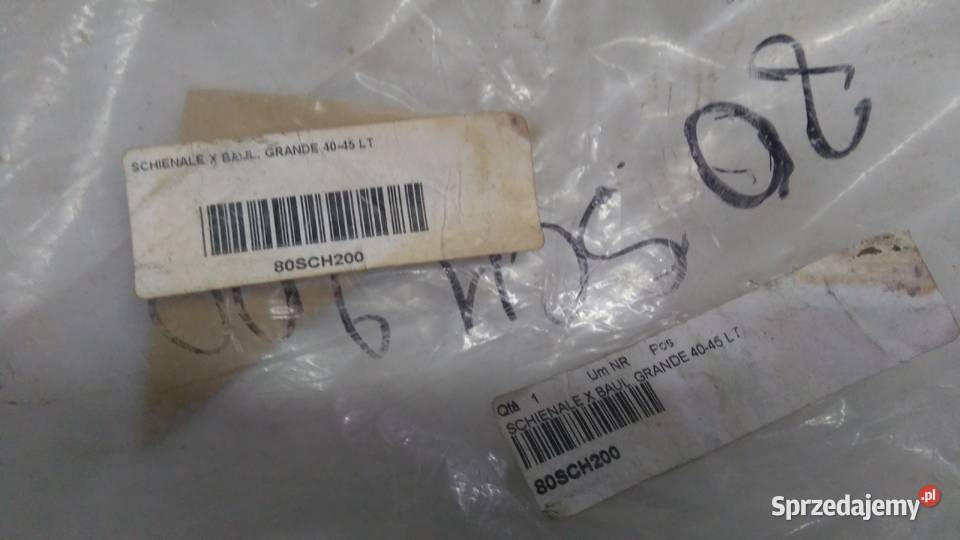 SCHIENALE X BAUL. GRANDE 40-45 LT
80SCH200
Qtà 1 Um NR Pos
SCHIENALE X BAUL. GRANDE 40-45 LT
80SCH200
Sprzedajemy.pl